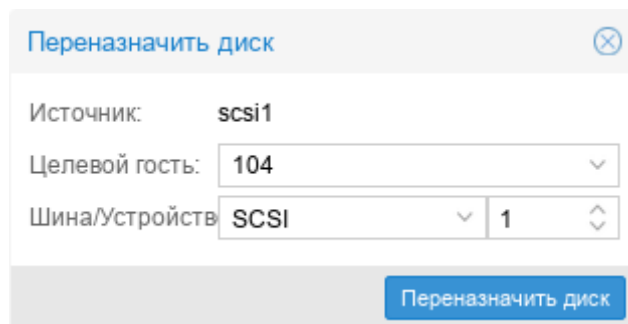 Переназначить диск
Источник: scsi1
Целевой гость: 104
Шина/Устройств SCSI 1
Переназначить диск